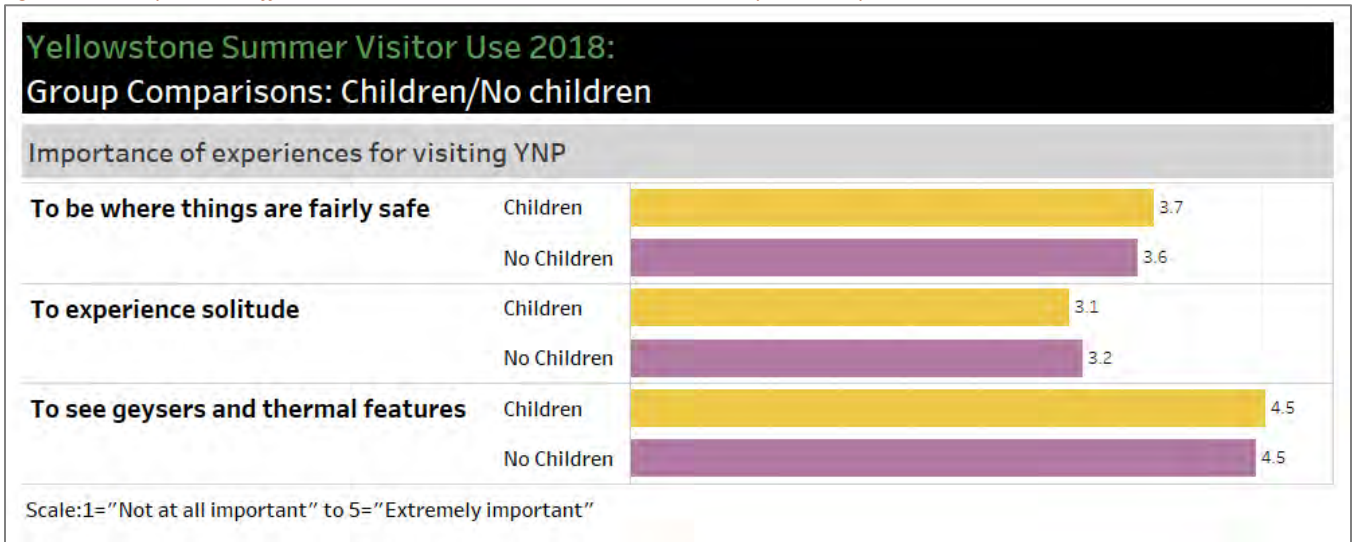 Yellowstone Summer Visitor Use 2018:
Group Comparisons: Children/No children
Importance of experiences for visiting YNP
To be where things are fairly safe Children 3.7
No Children 3.6
To experience solitude Children 3.1
No Children 3.2
To see geysers and thermal features Children 4.5
No Children 4.5
Scale:1=”Not at all important” to 5=”Extremely important”